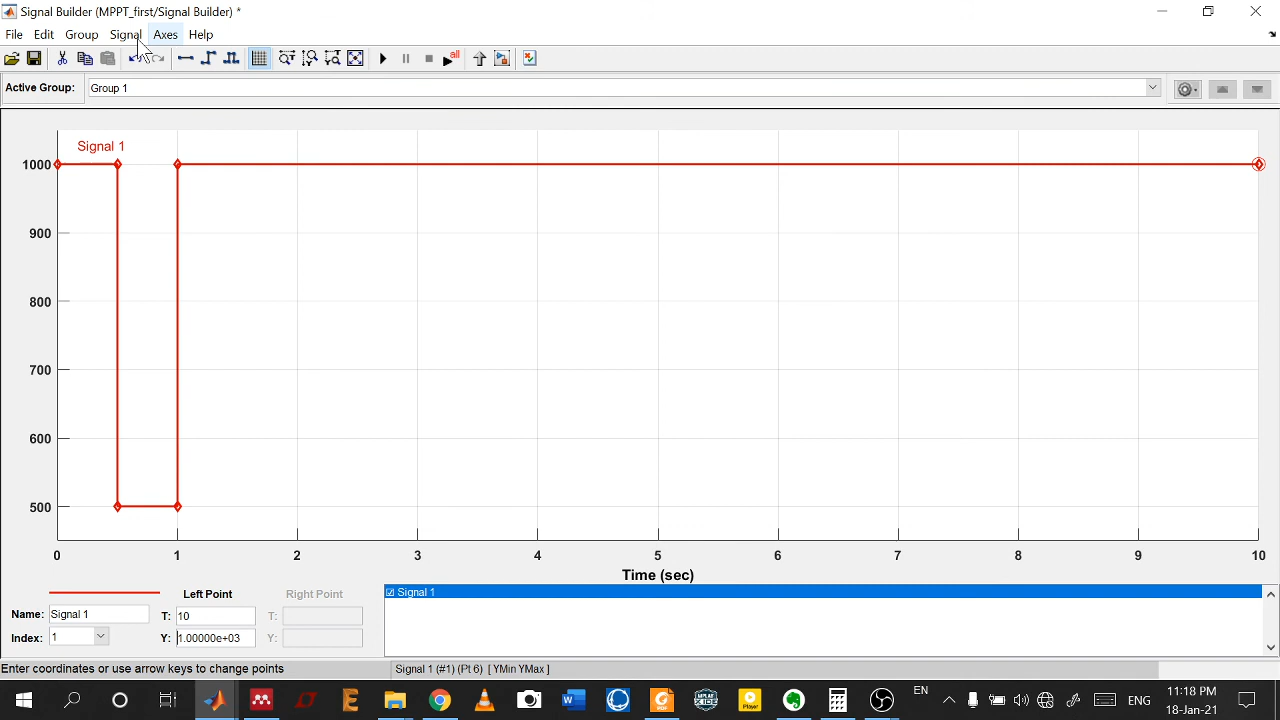 Signal Builder (MPPT_first/Signal Builder) *
File Edit Group Signal Axes Help
all
Active Group: Group 1
Signal 1
1000
900
800
700
600
500
0 1 2 3 4 5 6 7 8 9 10
Time (sec)
Left Point Right Point
Name: Signal 1 T: 10 T:
Index: 1 Y: 1.00000e+03 Y:
Signal 1
Enter coordinates or use arrow keys to change points
Signal 1 (#1) (Pt 6) [ YMin YMax ]
EN
ENG
11:18 PM
18-Jan-21